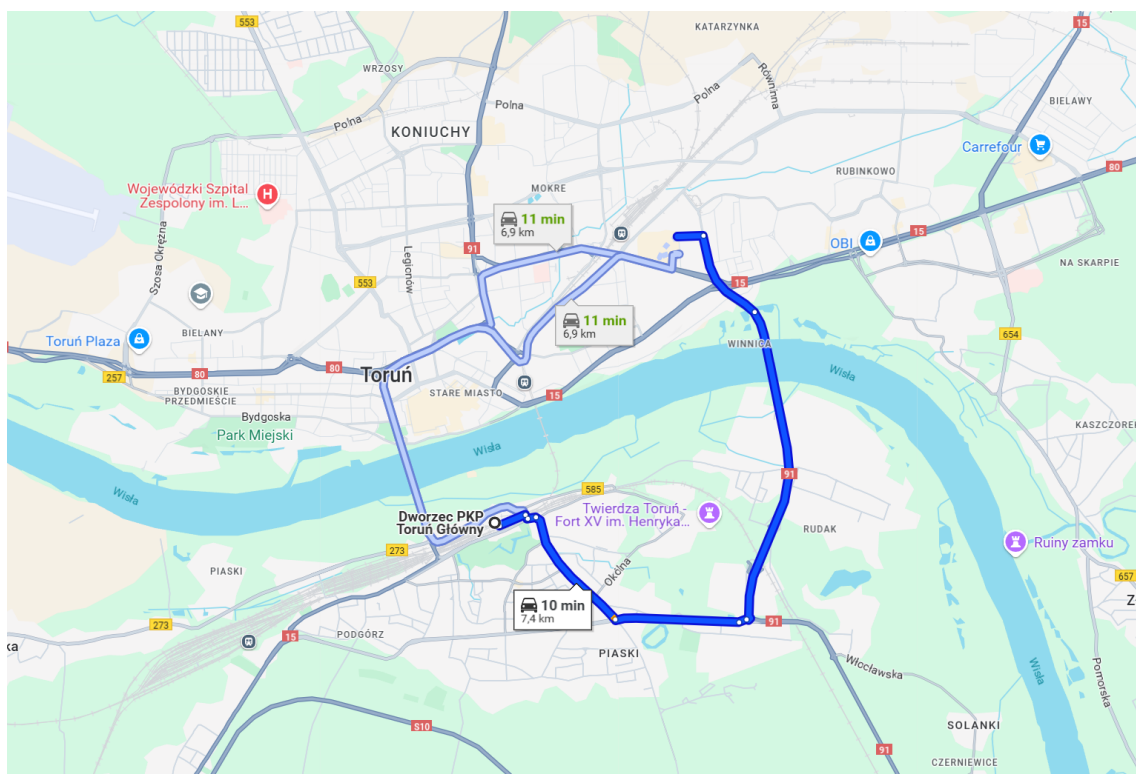 553
15
KATARZYNKA
WRZOSY
Równinna
Polna
Polna
BIELAWY
Polna
KONIUCHY
Carrefour
80
RUBINKOWO
Wojewódzki Szpital
Zespolony im. L...
MOKRE
H
Szosa Okrężna
11 min
6,9 km
15
OBI
91
Legionów
NA SKARPIE
553
15
11 min
6,9 km
BIELANY
654
Toruń Plaza
WINNICA
80
80
Toruń
257
Wisła
BYDGOSKIE
PRZEDMIEŚCIE
STARE MIASTO
15
Bydgoska
Park Miejski
KASZCZOREK
Wisła
91
Wisła
585
Wisła
Dworzec PKP
Toruń Główny
Twierdza Toruń -
Fort XV im. Henryka...
RUDAK
Ruiny zamku
273
PIASKI
Okólna
657
10 min
7,4 km
Z
273
91
15
PODGÓRZ
ka
PIASKI
Włocławska
Wisła
Pomorska
S10
SOLANKI
91
CZERNIEWICE